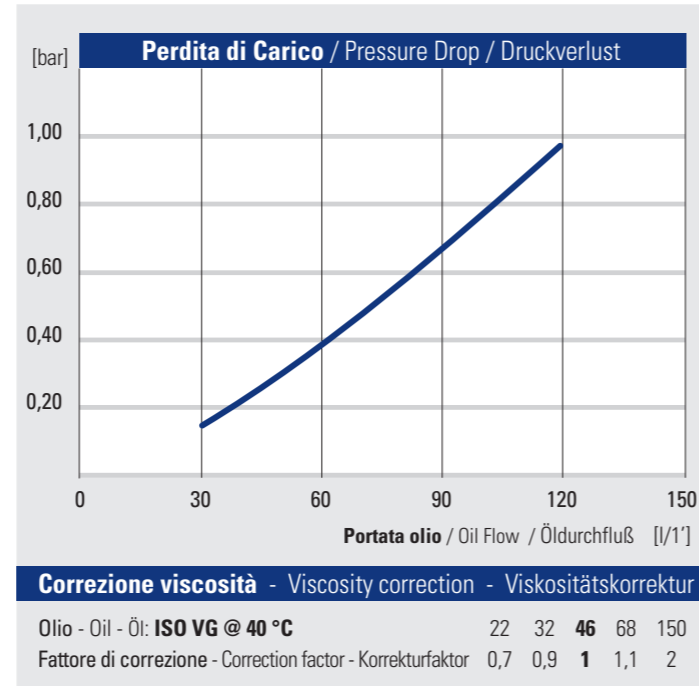 [bar] Perdita di Carico / Pressure Drop / Druckverlust
1,00
0,80
0,60
0,40
0,20
0 30 60 90 120 150
Portata olio / Oil Flow / Öldurchfluß [l/1']
Correzione viscosità - Viscosity correction - Viskositätskorrektur
Olio - Oil - Öl: ISO VG @ 40 °C 22 32 46 68 150
Fattore di correzione - Correction factor - Korrekturfaktor 0,7 0,9 1 1,1 2